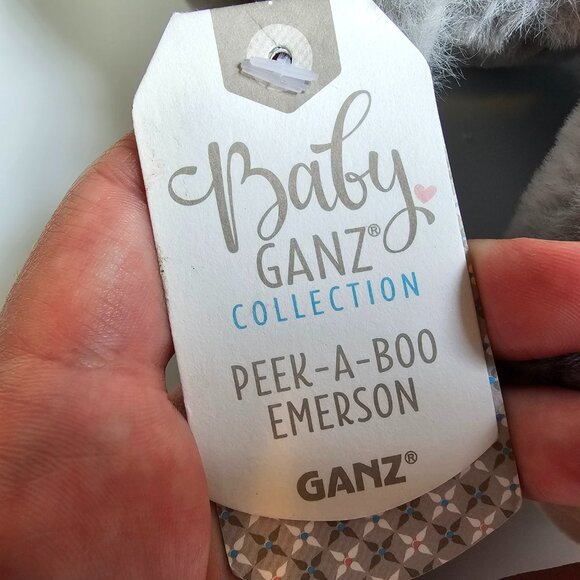 Baby
GANZ®
COLLECTION
PEEK-A-BOO
EMERSON
GANZ®